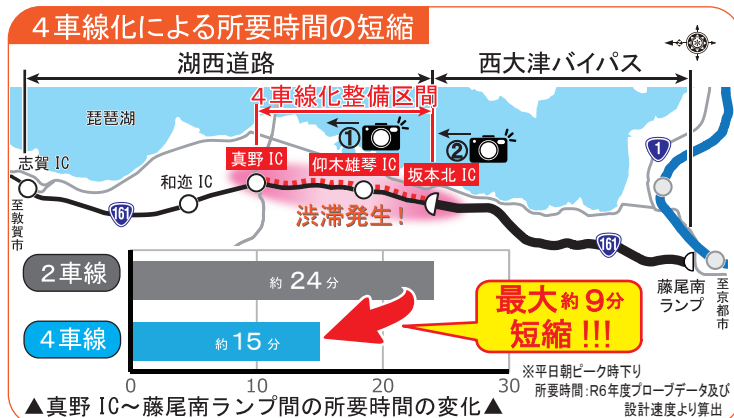 ４車線化による所要時間の短縮
湖西道路
西大津バイパス
４車線化整備区間
琵琶湖
①
②
1
志賀 IC
真野 IC
仰木雄琴 IC
坂本北 IC
和迩 IC
至敦賀市
161
渋滞発生！
161
藤尾南
ランプ
至京都市
２車線
約 24 分
最大約９分
短縮 !!!
４車線
約 15 分
0
10
20
30
※平日朝ピーク時下り
所要時間：R6年度プローブデータ及び
設計速度より算出
▲真野 IC～藤尾南ランプ間の所要時間の変化▲